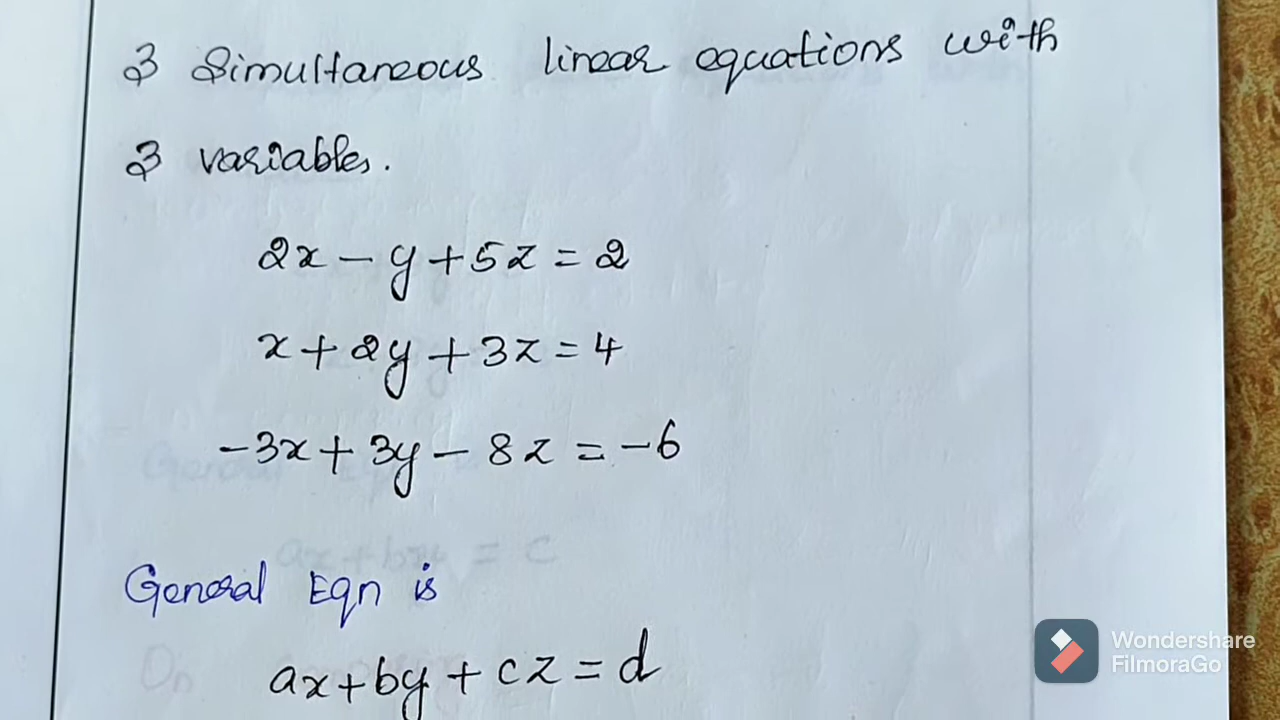 3 Simultaneous linear equations with
3 variables.
2x - y + 5z = 2
x + 2y + 3z = 4
-3x + 3y - 8z = -6
General Eqn is
ax + by + cz = d
Wondershare
FilmoraGo